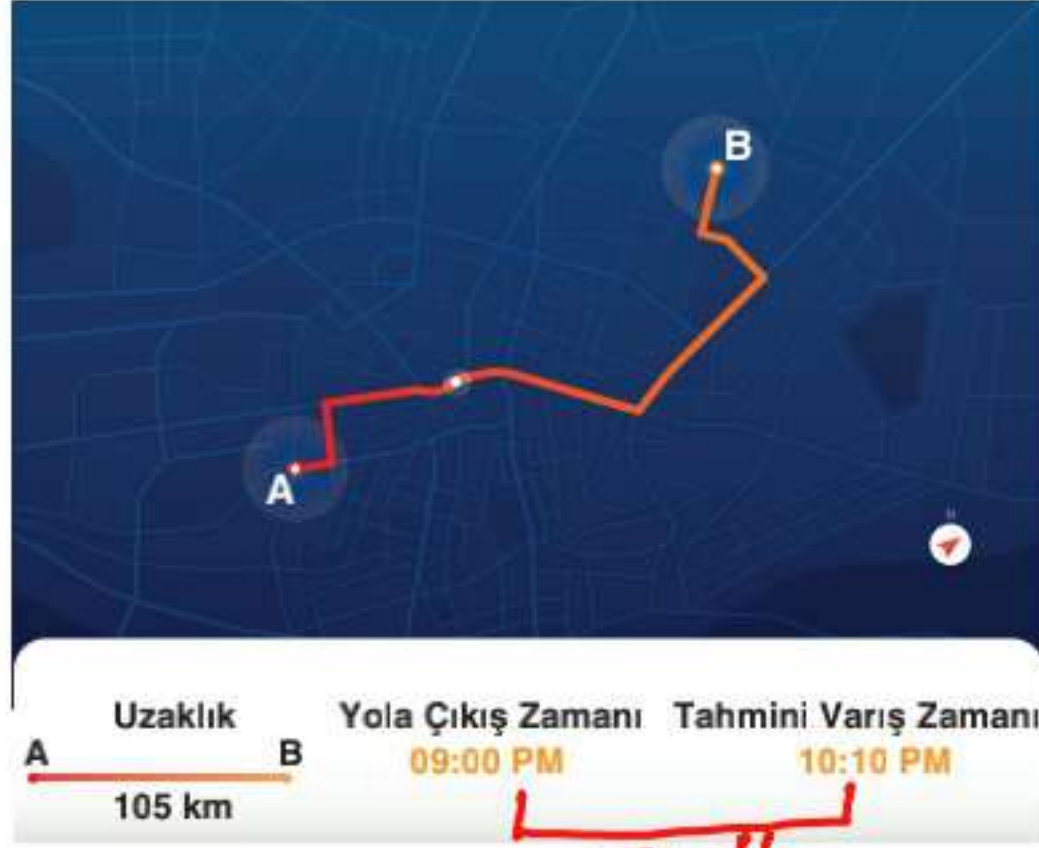 B
A
Uzaklık
Yola Çıkış Zamanı
Tahmini Varış Zamanı
A
B
09:00 PM
10:10 PM
105 km